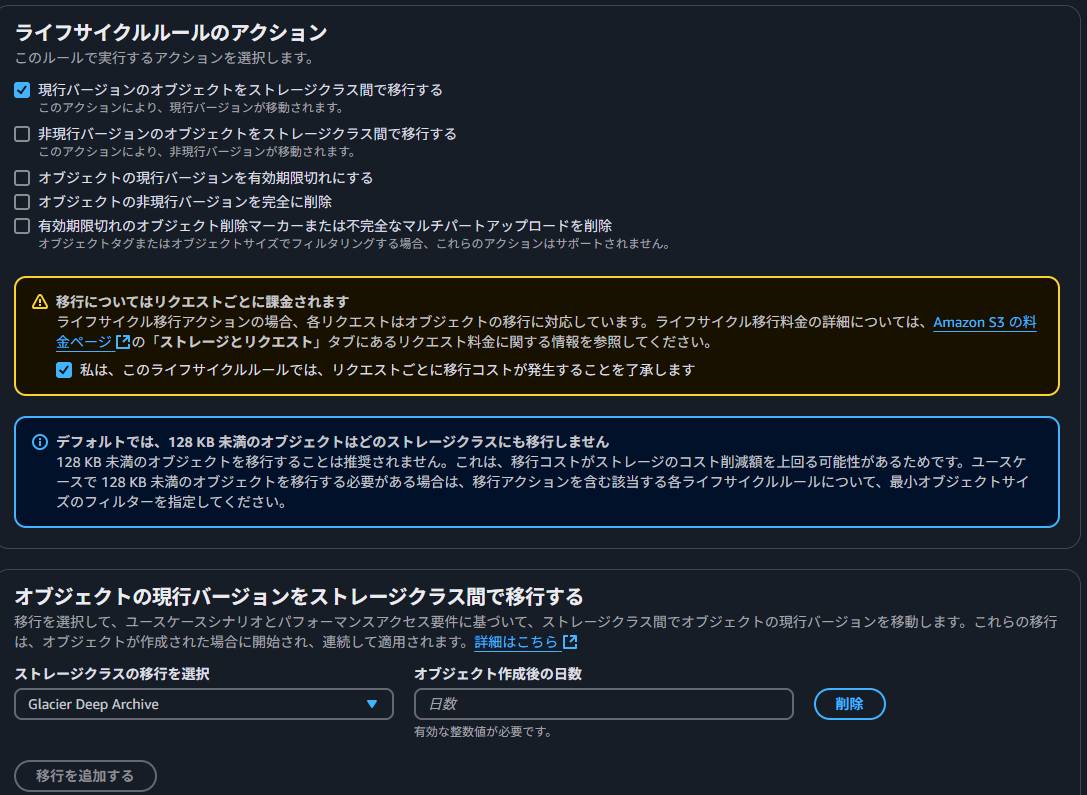 ライフサイクルルールのアクション
このルールで実行するアクションを選択します。
現行バージョンのオブジェクトをストレージクラス間で移行する
このアクションにより、現行バージョンが移動されます。
非現行バージョンのオブジェクトをストレージクラス間で移行する
このアクションにより、非現行バージョンが移動されます。
オブジェクトの現行バージョンを有効期限切れにする
オブジェクトの非現行バージョンを完全に削除
有効期限切れのオブジェクト削除マーカーまたは不完全なマルチパートアップロードを削除
オブジェクトタグまたはオブジェクトサイズでフィルタリングする場合、これらのアクションはサポートされません。
移行についてはリクエストごとに課金されます
ライフサイクル移行アクションの場合、各リクエストはオブジェクトの移行に対応しています。ライフサイクル移行料金の詳細については、Amazon S3 の料
金ページ の「ストレージとリクエスト」タブにあるリクエスト料金に関する情報を参照してください。
私は、このライフサイクルルールでは、リクエストごとに移行コストが発生することを了承します
デフォルトでは、128 KB 未満のオブジェクトはどのストレージクラスにも移行しません
128 KB 未満のオブジェクトを移行することは推奨されません。これは、移行コストがストレージのコスト削減額を上回る可能性があるためです。ユースケ
ースで 128 KB 未満のオブジェクトを移行する必要がある場合は、移行アクションを含む該当する各ライフサイクルルールについて、最小オブジェクトサイ
ズのフィルターを指定してください。
オブジェクトの現行バージョンをストレージクラス間で移行する
移行を選択して、ユースケースシナリオとパフォーマンスアクセス要件に基づいて、ストレージクラス間でオブジェクトの現行バージョンを移動します。これらの移行
は、オブジェクトが作成された場合に開始され、連続して適用されます。詳細はこちら
ストレージクラスの移行を選択
オブジェクト作成後の日数
Glacier Deep Archive
日数
削除
有効な整数値が必要です。
移行を追加する